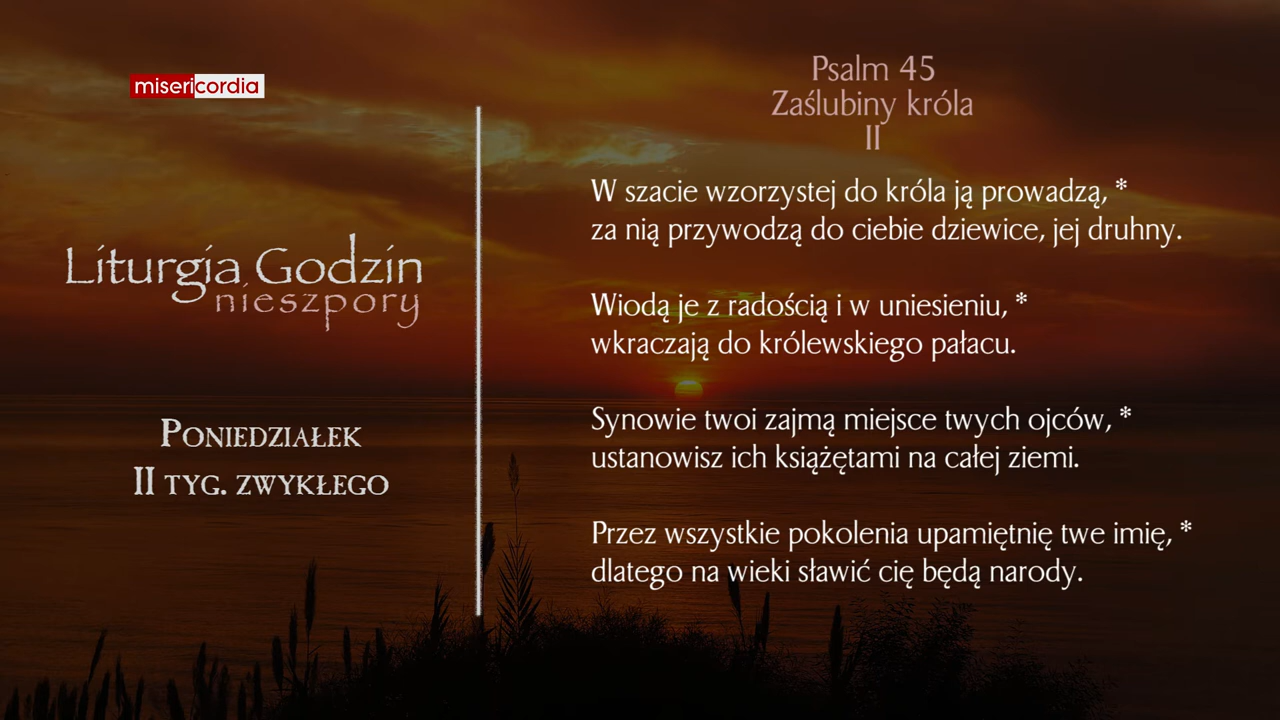 misericordia
Liturgia Godzin
nieszpory
Poniedziałek
II tyg. zwykłego
Psalm 45
Zaślubiny króla
II
W szacie wzorzystej do króla ją prowadzą, *
za nią przywodzą do ciebie dziewice, jej druhny.
Wiodą je z radością i w uniesieniu, *
wkraczają do królewskiego pałacu.
Synowie twoi zajmą miejsce twych ojców, *
ustanowisz ich książętami na całej ziemi.
Przez wszystkie pokolenia upamiętnię twe imię, *
dlatego na wieki sławić cię będą narody.